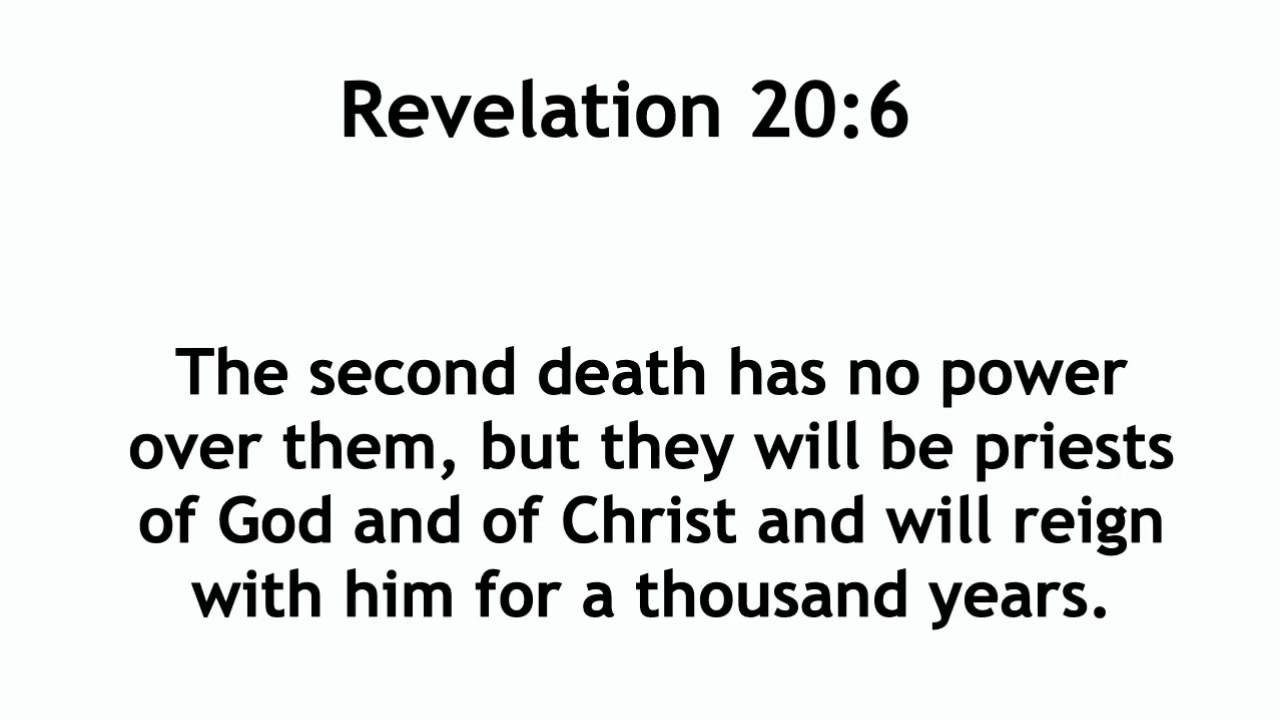 Revelation 20:6
The second death has no power
over them, but they will be priests
of God and of Christ and will reign
with him for a thousand years.